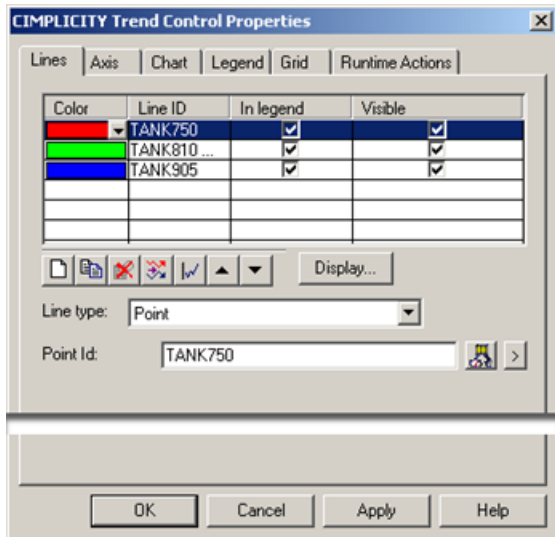 CIMPLICITY Trend Control Properties
Lines Axis Chart Legend Grid Runtime Actions
Color Line ID In legend Visible
TANK750
TANK810 ...
TANK905
Display...
Line type: Point
Point Id: TANK750 >
OK Cancel Apply Help